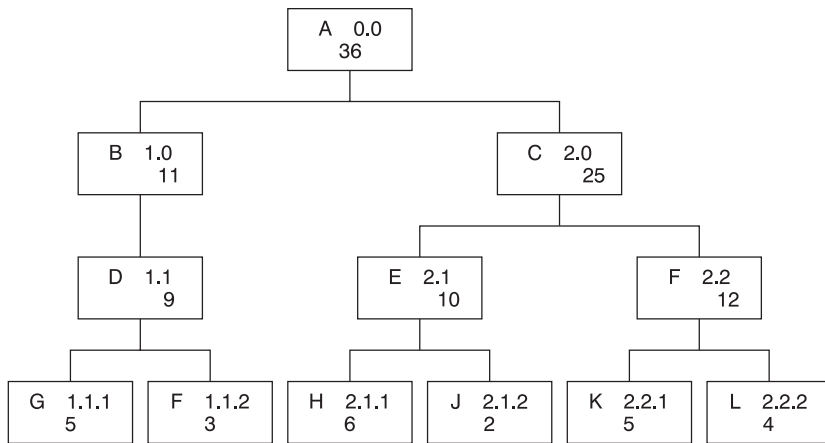 A 0.0
36
B 1.0
11
C 2.0
25
D 1.1
9
E 2.1
10
F 2.2
12
G 1.1.1
5
F 1.1.2
3
H 2.1.1
6
J 2.1.2
2
K 2.2.1
5
L 2.2.2
4